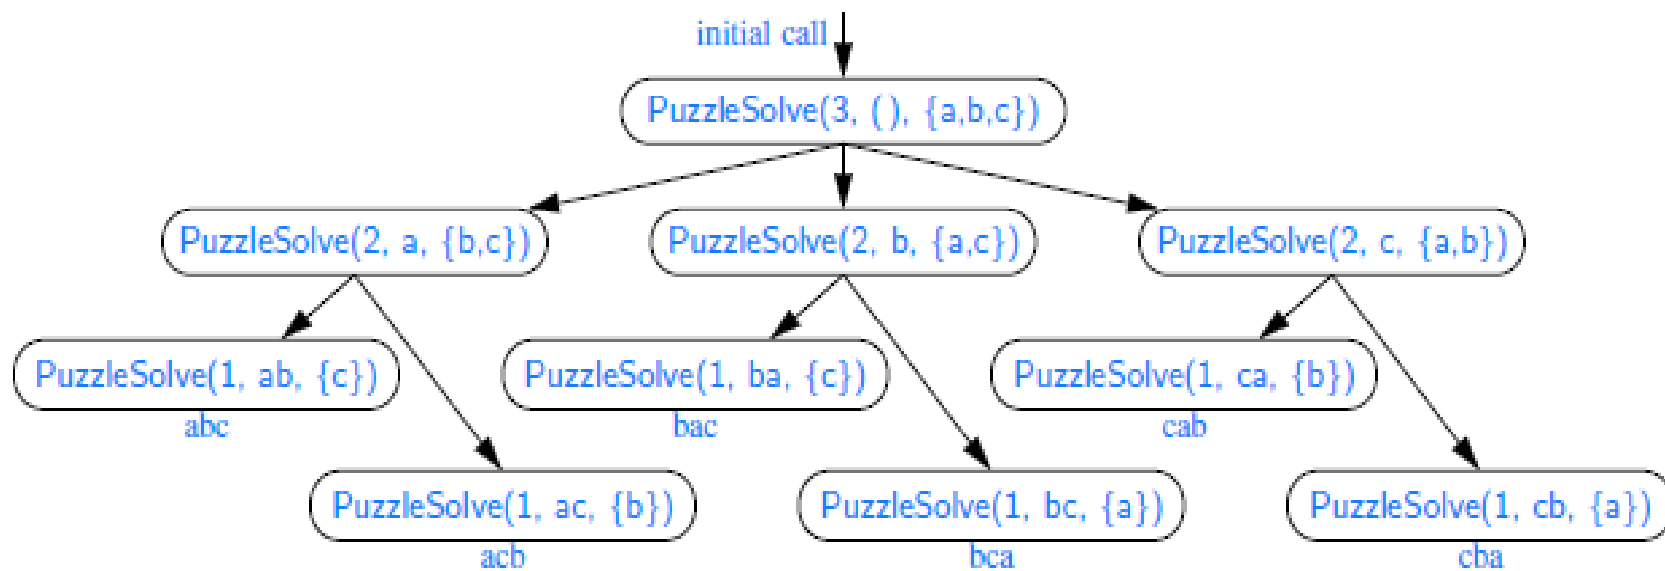 initial call
PuzzleSolve(3, ( ), {a,b,c})
PuzzleSolve(2, a, {b,c})
PuzzleSolve(2, b, {a,c})
PuzzleSolve(2, c, {a,b})
PuzzleSolve(1, ab, {c})
abc
PuzzleSolve(1, ba, {c})
bac
PuzzleSolve(1, ca, {b})
cab
PuzzleSolve(1, ac, {b})
acb
PuzzleSolve(1, bc, {a})
bca
PuzzleSolve(1, cb, {a})
cba